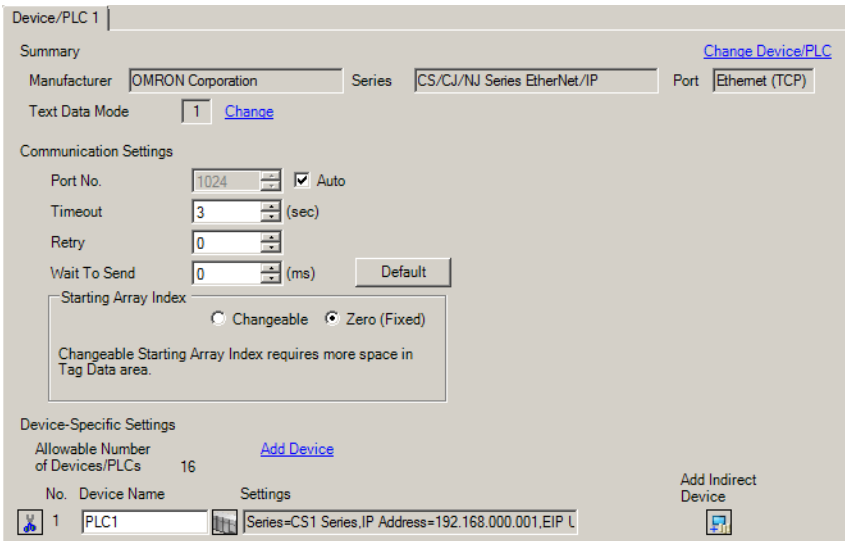 Device/PLC 1
Summary Change Device/PLC
Manufacturer OMRON Corporation Series CS/CJ/NJ Series EtherNet/IP Port Ethernet (TCP)
Text Data Mode 1 Change
Communication Settings
Port No. 1024 Auto
Timeout 3 (sec)
Retry 0
Wait To Send 0 (ms) Default
Starting Array Index
Changeable Zero (Fixed)
Changeable Starting Array Index requires more space in
Tag Data area.
Device-Specific Settings
Allowable Number Add Device
of Devices/PLCs 16
Add Indirect
No. Device Name Settings Device
1 PLC1 Series=CS1 Series,IP Address=192.168.000.001,EIP U